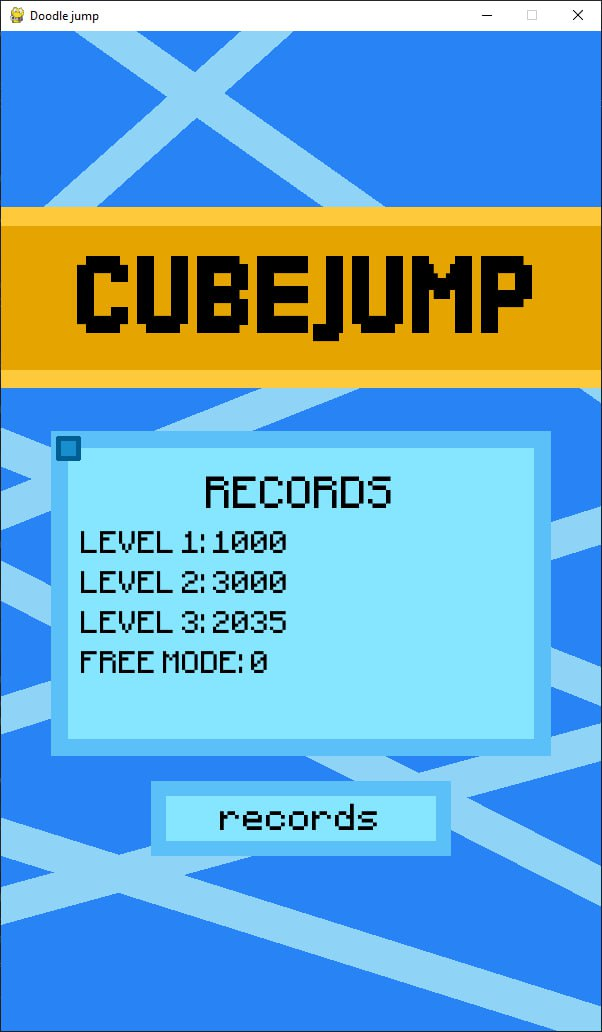 Doodle jump
CUBEJUMP
RECORDS
LEVEL 1: 1000
LEVEL 2: 3000
LEVEL 3: 2035
FREE MODE: 0
records